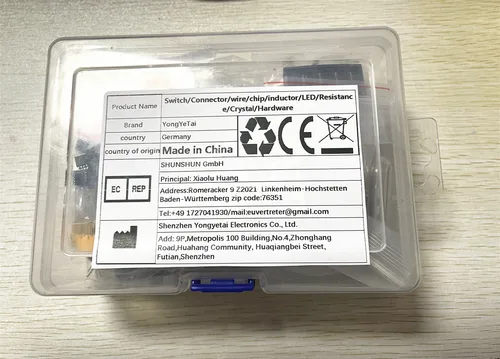 Product Name
Switch/Connector/wire/chip/inductor/LED/Resistanc
e/Crystal/Hardware
Brand YongYeTai
country Germany
country of origin Made in China
CE
SHUNSHUN GmbH
EC REP
Principal: Xiaolu Huang
Address:Romeracker 9 Z2021 Linkenheim-Hochstetten
Baden-Württemberg zip code:76351
Tel:+49 1727041930/mail:euvertreter@gmail.com
Shenzhen Yongyetai Electronics Co., Ltd.
Add: 9P,Metropolis 100 Building,No.4,Zhonghang
Road,Huahang Community, Huaqiangbei Street,
Futian,Shenzhen